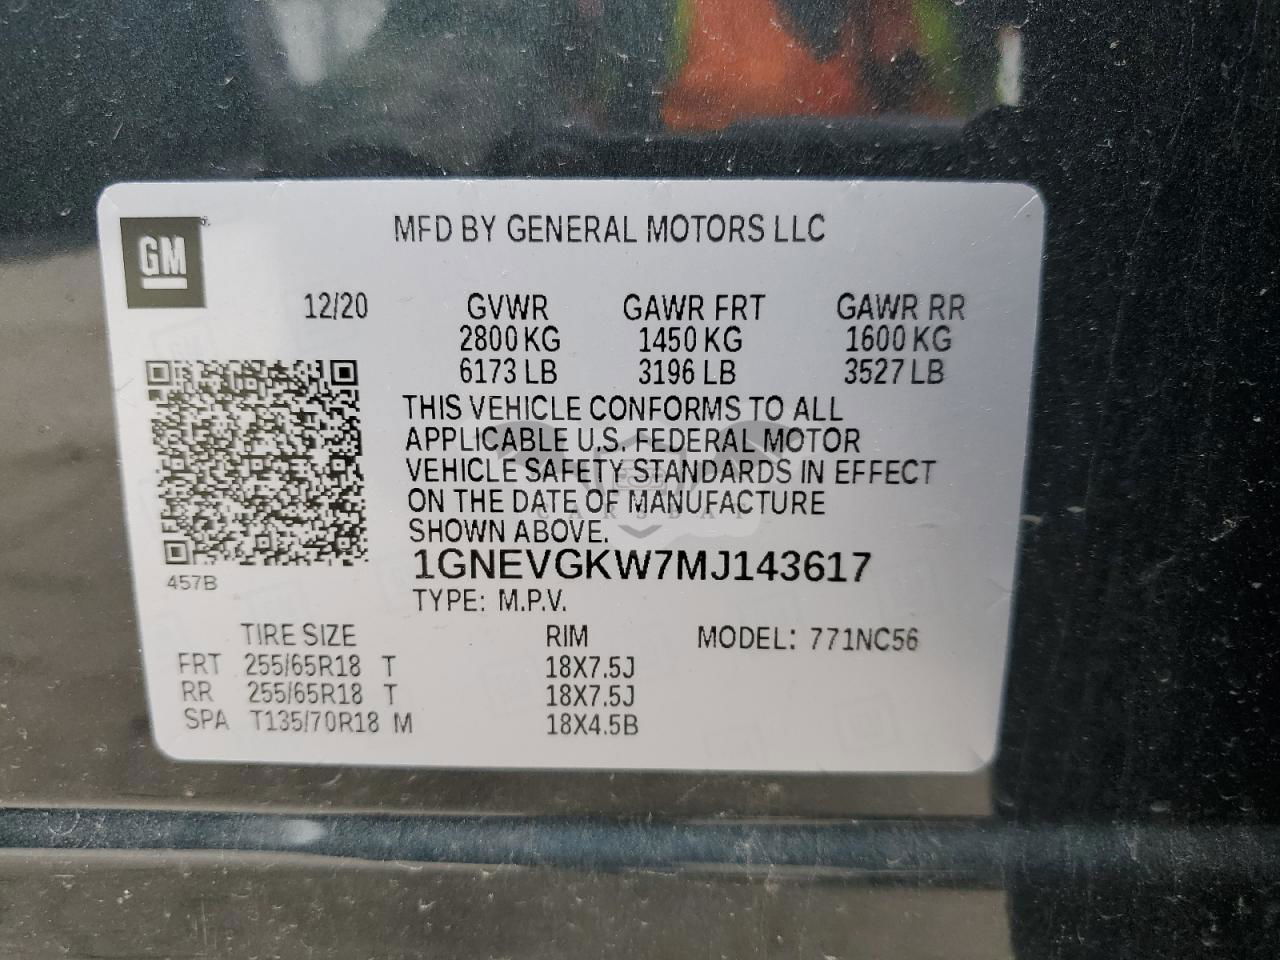 MFD BY GENERAL MOTORS LLC
GM
12/20 GVWR GAWR FRT GAWR RR
2800 KG 1450 KG 1600 KG
6173 LB 3196 LB 3527 LB
THIS VEHICLE CONFORMS TO ALL
APPLICABLE U.S. FEDERAL MOTOR
VEHICLE SAFETY STANDARDS IN EFFECT
ON THE DATE OF MANUFACTURE
SHOWN ABOVE.
1GNEVGKW7MJ143617
457B
TYPE: M.P.V.
TIRE SIZE RIM MODEL: 771NC56
FRT 255/65R18 T 18X7.5J
RR 255/65R18 T 18X7.5J
SPA T135/70R18 M 18X4.5B